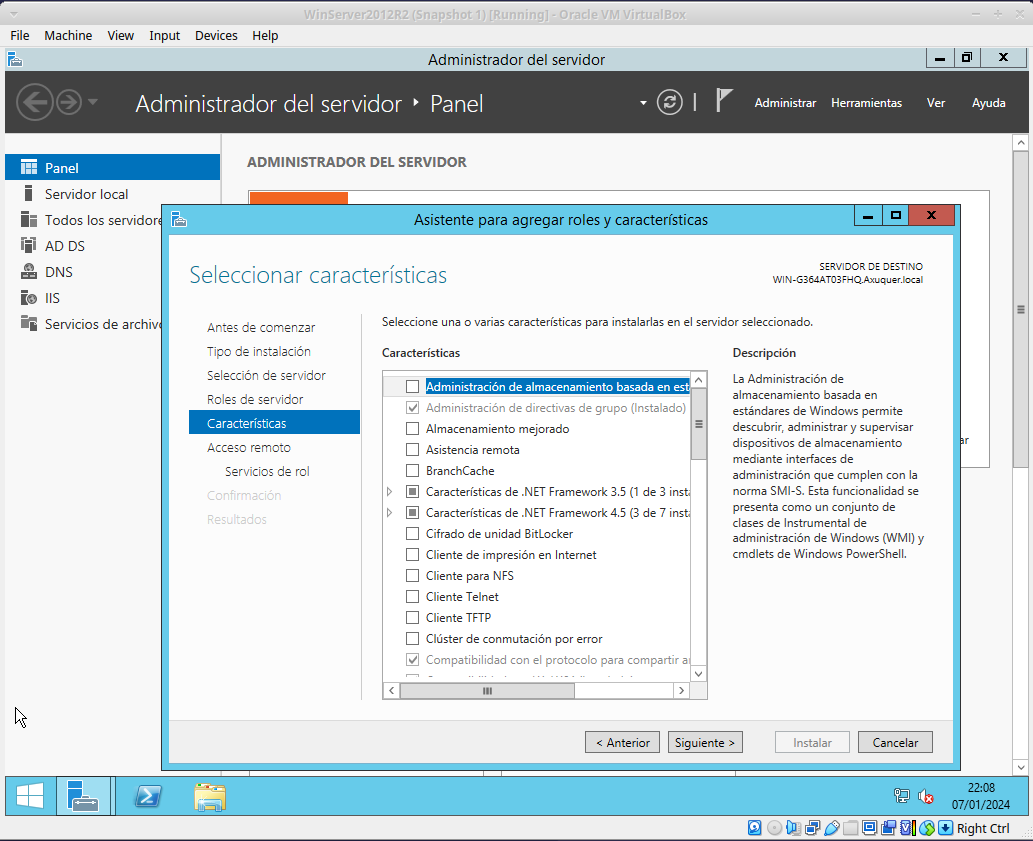 WinServer2012R2 (Snapshot 1) [Running] - Oracle VM VirtualBox
File Machine View Input Devices Help
Administrador del servidor
Administrador del servidor Panel
Administrar Herramientas Ver Ayuda
Panel
Servidor local
Todos los servidore
AD DS
DNS
IIS
Servicios de archivo
ADMINISTRADOR DEL SERVIDOR
Asistente para agregar roles y características
Seleccionar características
SERVIDOR DE DESTINO
WIN-G364AT03FHQ.Axuquer.local
Antes de comenzar
Tipo de instalación
Selección de servidor
Roles de servidor
Características
Acceso remoto
Servicios de rol
Confirmación
Resultados
Seleccione una o varias características para instalarlas en el servidor seleccionado.
Características
Administración de almacenamiento basada en est
Administración de directivas de grupo (Instalado)
Almacenamiento mejorado
Asistencia remota
BranchCache
Características de .NET Framework 3.5 (1 de 3 inst
Características de .NET Framework 4.5 (3 de 7 inst
Cifrado de unidad BitLocker
Cliente de impresión en Internet
Cliente para NFS
Cliente Telnet
Cliente TFTP
Clúster de conmutación por error
Compatibilidad con el protocolo para compartir a
Descripción
La Administración de
almacenamiento basada en
estándares de Windows permite
descubrir, administrar y supervisar
dispositivos de almacenamiento
mediante interfaces de
administración que cumplen con la
norma SMI-S. Esta funcionalidad se
presenta como un conjunto de
clases de Instrumental de
administración de Windows (WMI) y
cmdlets de Windows PowerShell.
ar
< Anterior Siguiente > Instalar Cancelar
22:08
07/01/2024
Right Ctrl